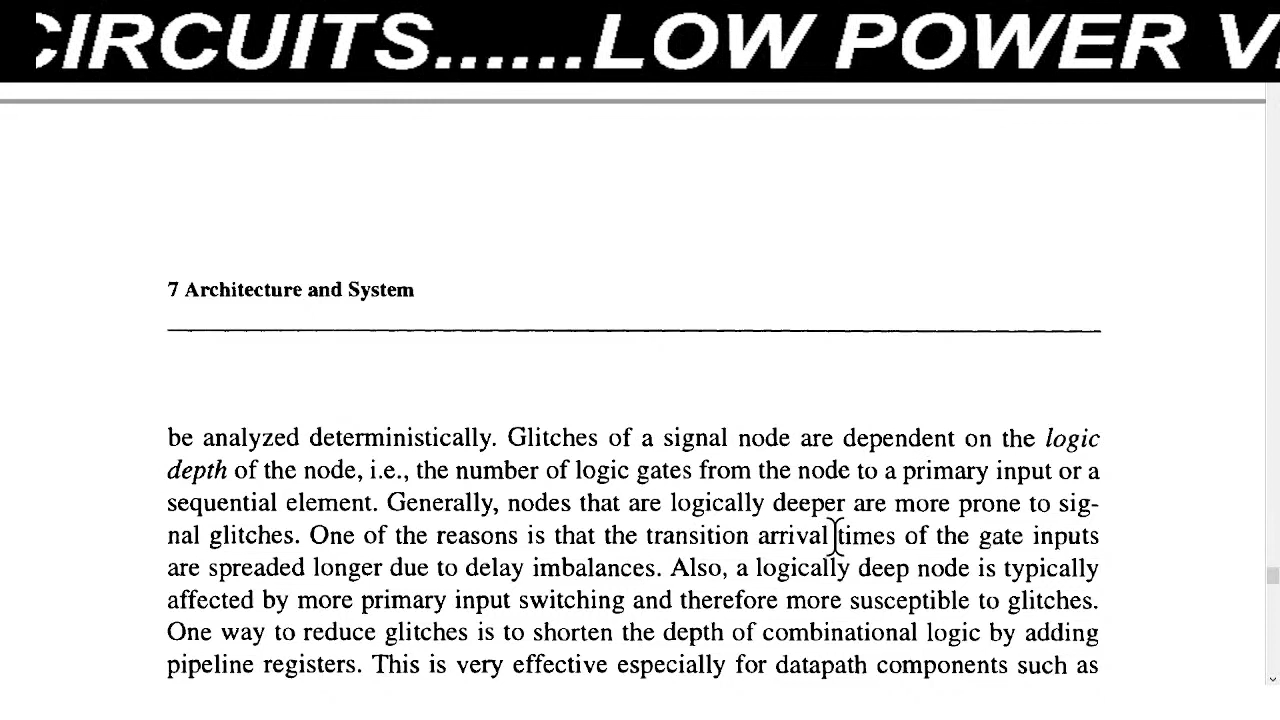 CIRCUITS......LOW POWER
7 Architecture and System
be analyzed deterministically. Glitches of a signal node are dependent on the logic
depth of the node, i.e., the number of logic gates from the node to a primary input or a
sequential element. Generally, nodes that are logically deeper are more prone to sig-
nal glitches. One of the reasons is that the transition arrival times of the gate inputs
are spreaded longer due to delay imbalances. Also, a logically deep node is typically
affected by more primary input switching and therefore more susceptible to glitches.
One way to reduce glitches is to shorten the depth of combinational logic by adding
pipeline registers. This is very effective especially for datapath components such as